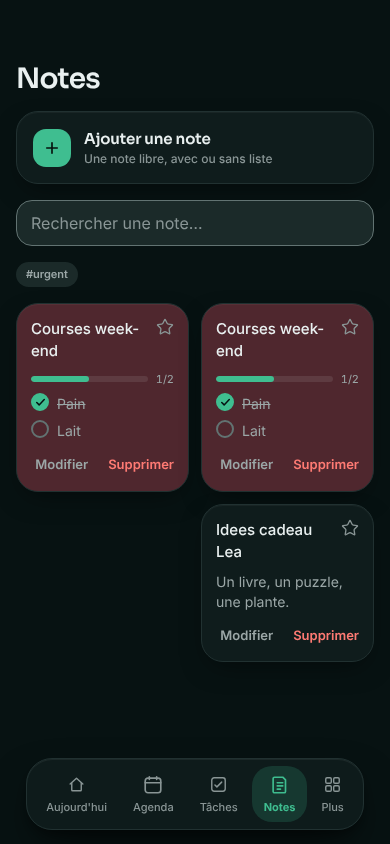 Notes
Ajouter une note
Une note libre, avec ou sans liste
Rechercher une note...
#urgent
Courses week-
end
1/2
Pain
Lait
Modifier Supprimer
Courses week-
end
1/2
Pain
Lait
Modifier Supprimer
Idees cadeau
Lea
Un livre, un puzzle,
une plante.
Modifier Supprimer
Aujourd'hui Agenda Tâches Notes Plus